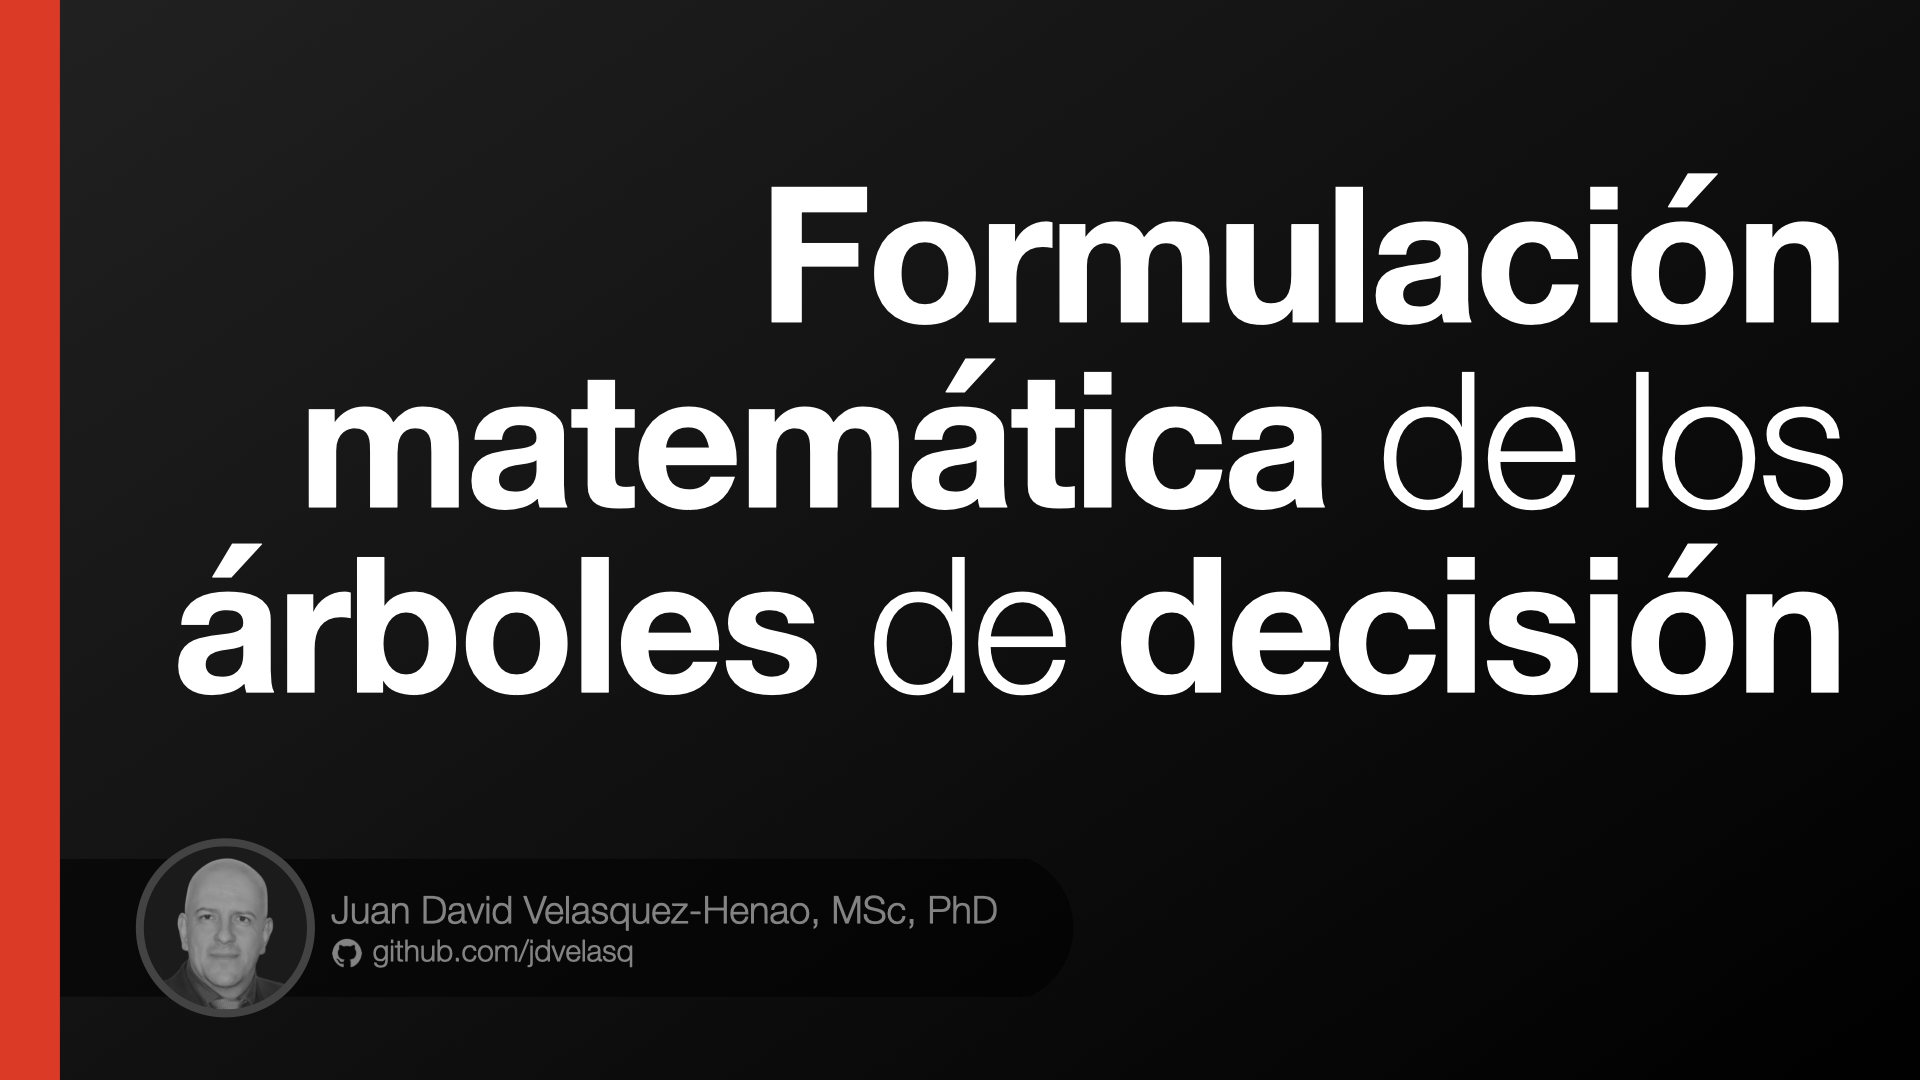 Formulación
matemática de los
árboles de decisión
Juan David Velasquez-Henao, MSc, PhD
github.com/jdvelasq